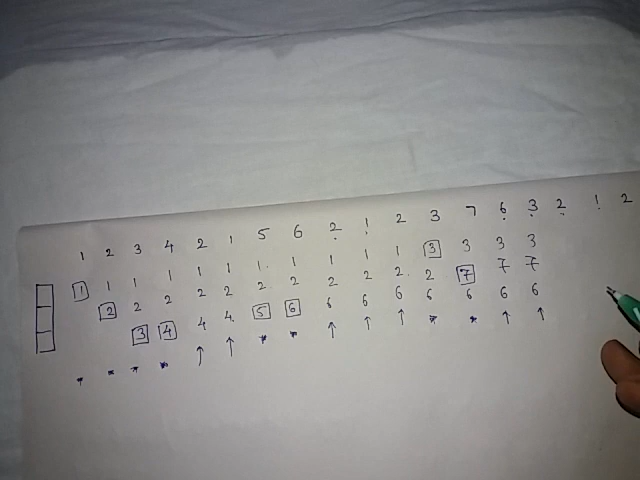 1 2 3 4 2 1 5 6 2 1 2 3 7 6 3 2 1 2
1 1 1 1 1 1 1 1 1 1 1 3 3 3 3
2 2 2 2 2 2 2 2 2 2 2 7 7 7
3 4 4 4 5 6 6 6 6 6 6 6 6
* * * * ↑ ↑ * * ↑ ↑ ↑ * * ↑ ↑